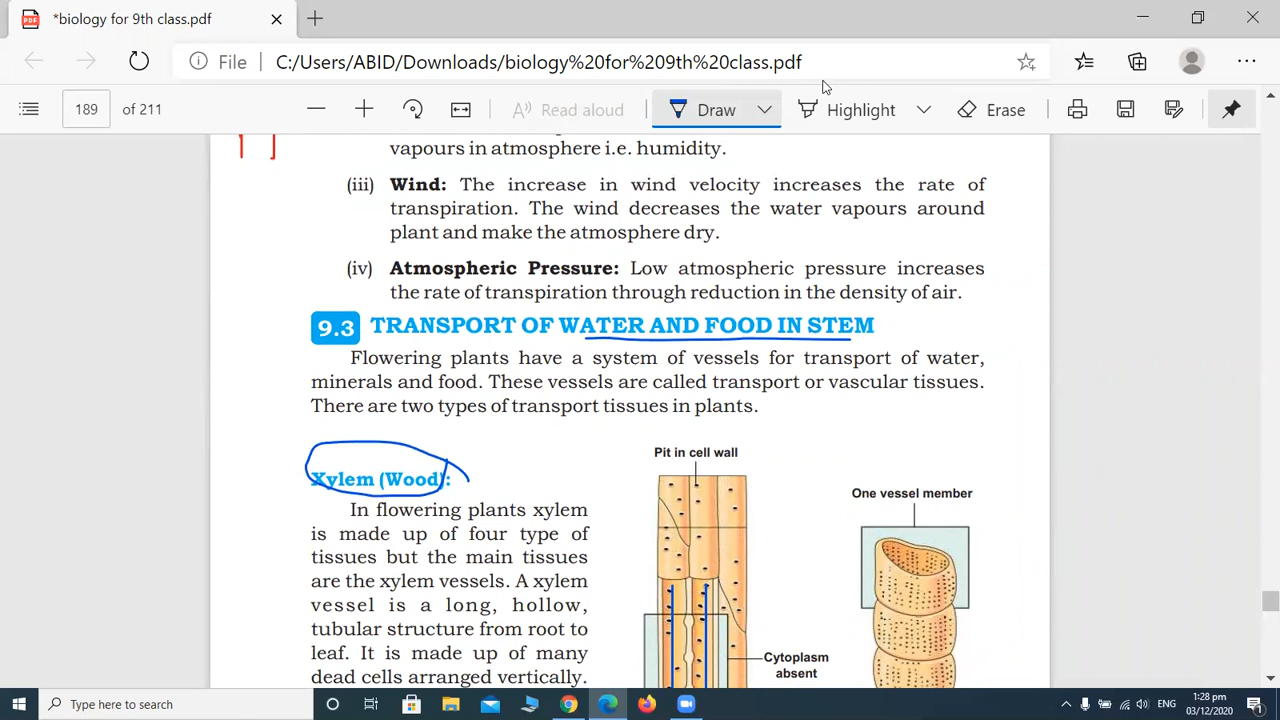 *biology for 9th class.pdf
File C:/Users/ABID/Downloads/biology%20for%209th%20class.pdf
189 of 211 Read aloud Draw Highlight Erase
vapours in atmosphere i.e. humidity.
(iii) Wind: The increase in wind velocity increases the rate of
transpiration. The wind decreases the water vapours around
plant and make the atmosphere dry.
(iv) Atmospheric Pressure: Low atmospheric pressure increases
the rate of transpiration through reduction in the density of air.
9.3 TRANSPORT OF WATER AND FOOD IN STEM
Flowering plants have a system of vessels for transport of water,
minerals and food. These vessels are called transport or vascular tissues.
There are two types of transport tissues in plants.
Pit in cell wall
Xylem (Wood):
One vessel member
In flowering plants xylem
is made up of four type of
tissues but the main tissues
are the xylem vessels. A xylem
vessel is a long, hollow,
tubular structure from root to
leaf. It is made up of many
dead cells arranged vertically.
Cytoplasm
absent
Type here to search
ENG
1:28 pm
03/12/2020